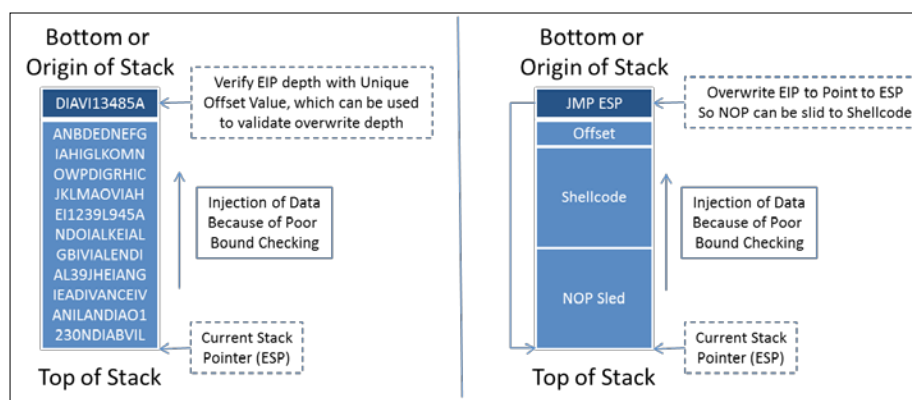 Bottom or
Origin of Stack
DIAVI13485A
Verify EIP depth with Unique
Offset Value, which can be used
to validate overwrite depth
ANBDEDNEFG
IAHIGLKOMN
OWPDIGRHIC
JKLMAOVIAH
EI1239L945A
NDOIALKEIAL
GBIVIALENDI
AL39JHEIANG
IEADIVANCEIV
ANILANDIAO1
230NDIABVIL
Injection of Data
Because of Poor
Bound Checking
Current Stack
Pointer (ESP)
Top of Stack
Bottom or
Origin of Stack
JMP ESP
Overwrite EIP to Point to ESP
So NOP can be slid to Shellcode
Offset
Shellcode
Injection of Data
Because of Poor
Bound Checking
NOP Sled
Current Stack
Pointer (ESP)
Top of Stack